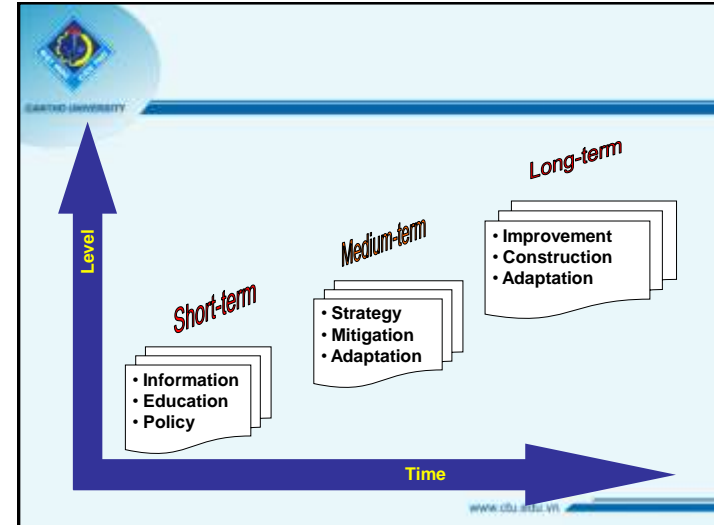 CANTHO UNIVERSITY
Long-term
• Improvement
• Construction
• Adaptation
Medium-term
• Strategy
• Mitigation
• Adaptation
Short-term
• Information
• Education
• Policy
Level
Time
www.ctu.edu.vn